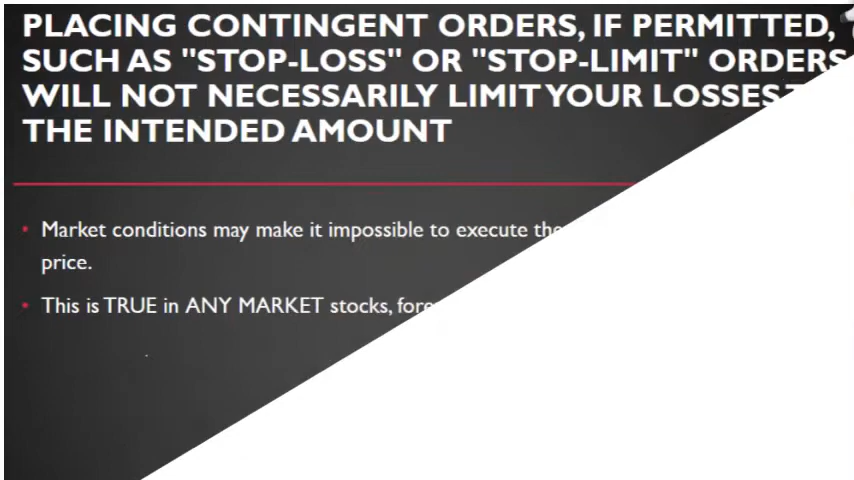 PLACING CONTINGENT ORDERS, IF PERMITTED,
SUCH AS "STOP-LOSS" OR "STOP-LIMIT" ORDERS
WILL NOT NECESSARILY LIMIT YOUR LOSSES
THE INTENDED AMOUNT
• Market conditions may make it impossible to execute the
price.
• This is TRUE in ANY MARKET stocks,